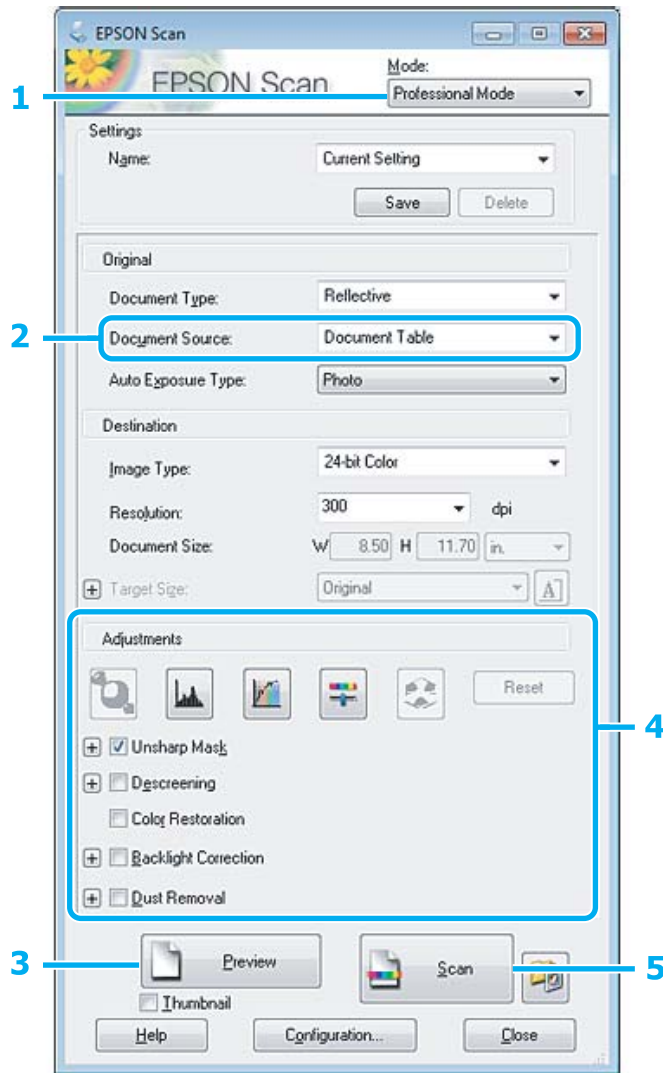 EPSON Scan
EPSON Scan
Mode:
1
Professional Mode
Settings
Name: Current Setting
Save Delete
Original
Document Type: Reflective
2 Document Source: Document Table
Auto Exposure Type: Photo
Destination
Image Type: 24-bit Color
Resolution: 300 dpi
Document Size: W 8.50 H 11.70 in.
Target Size: Original A
Adjustments
Reset
4
Unsharp Mask
Descreening
Color Restoration
Backlight Correction
Dust Removal
3 Preview Scan 5
Thumbnail
Help Configuration... Close